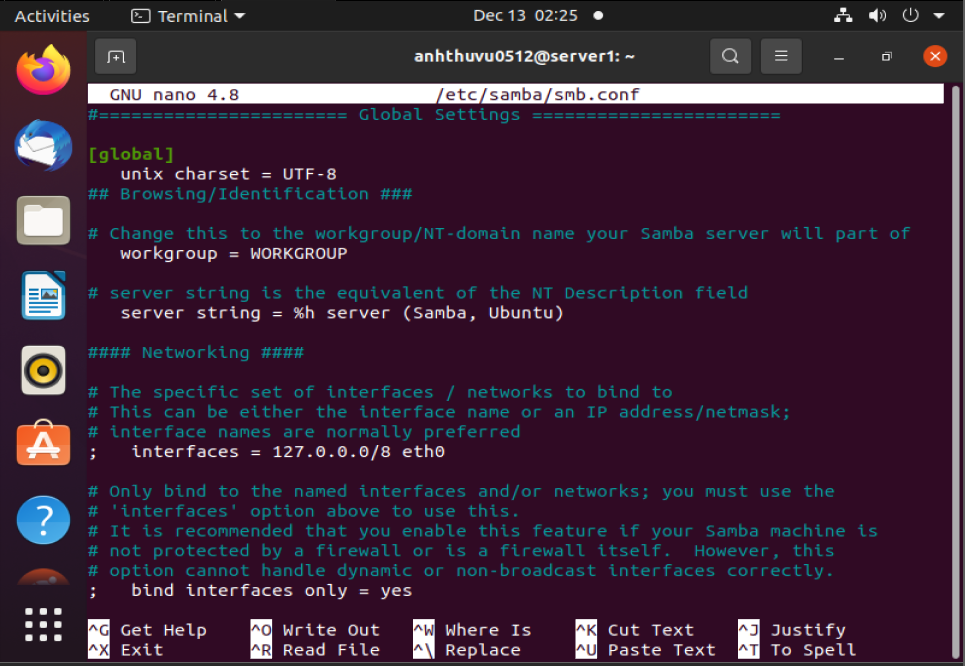 Activities Terminal Dec 13 02:25
anhthuvu0512@server1: ~
GNU nano 4.8 /etc/samba/smb.conf
#======================= Global Settings =======================
[global]
unix charset = UTF-8
## Browsing/Identification ###
# Change this to the workgroup/NT-domain name your Samba server will part of
workgroup = WORKGROUP
# server string is the equivalent of the NT Description field
server string = %h server (Samba, Ubuntu)
#### Networking ####
# The specific set of interfaces / networks to bind to
# This can be either the interface name or an IP address/netmask;
# interface names are normally preferred
; interfaces = 127.0.0.0/8 eth0
# Only bind to the named interfaces and/or networks; you must use the
# 'interfaces' option above to use this.
# It is recommended that you enable this feature if your Samba machine is
# not protected by a firewall or is a firewall itself. However, this
# option cannot handle dynamic or non-broadcast interfaces correctly.
; bind interfaces only = yes
^G Get Help ^O Write Out ^W Where Is ^K Cut Text ^J Justify
^X Exit ^R Read File ^\ Replace ^U Paste Text ^T To Spell